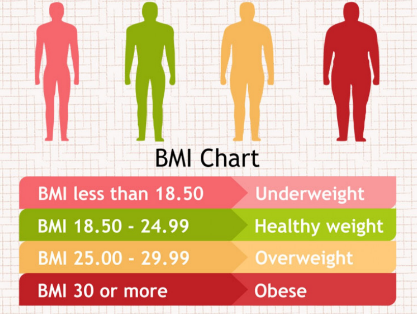 BMI Chart
BMI less than 18.50 Underweight
BMI 18.50 - 24.99 Healthy weight
BMI 25.00 - 29.99 Overweight
BMI 30 or more Obese